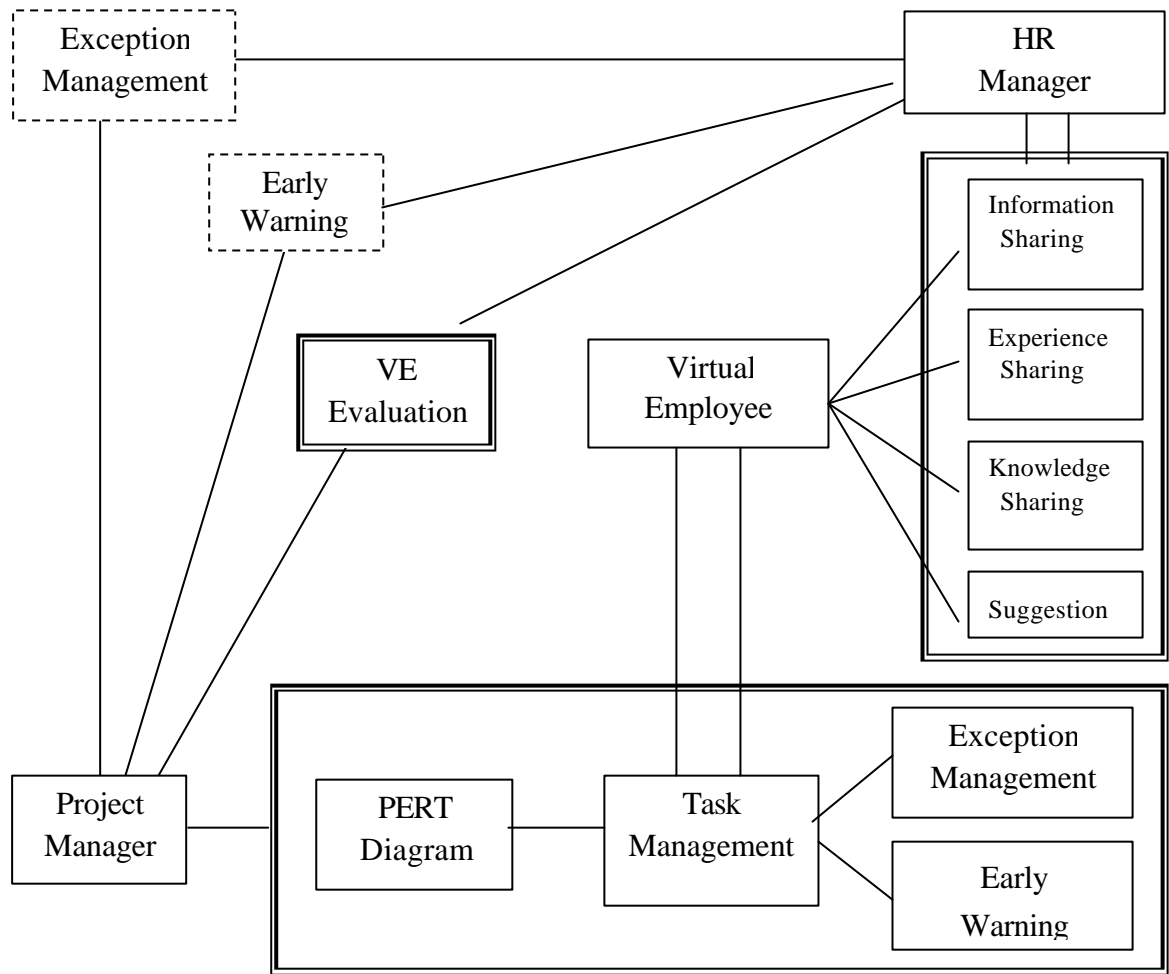 Exception
Management
HR
Manager
Early
Warning
Information
Sharing
VE
Evaluation
Virtual
Employee
Experience
Sharing
Knowledge
Sharing
Suggestion
Project
Manager
PERT
Diagram
Task
Management
Exception
Management
Early
Warning